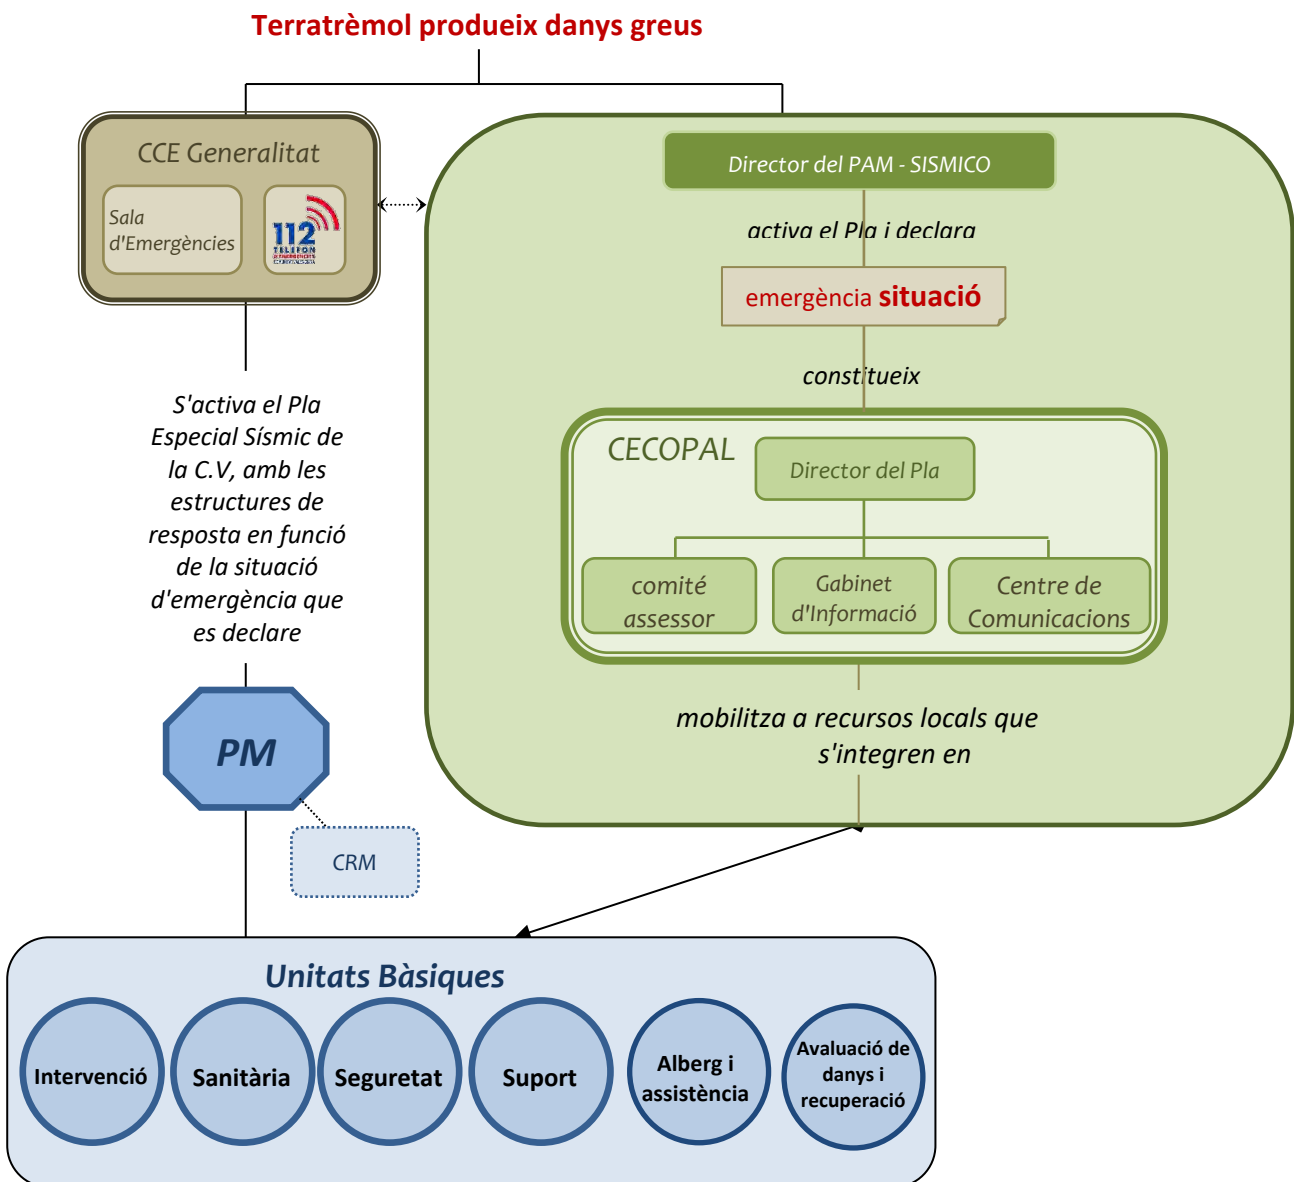 Terratrèmol produeix danys greus
CCE Generalitat
Sala
d'Emergències
112
TELEFON
Director del PAM - SISMICO
activa el Pla i declara
emergència situació
constitueix
CECOPAL
Director del Pla
comité
assessor
Gabinet
d'Informació
Centre de
Comunicacions
mobilitza a recursos locals que
s'integren en
S'activa el Pla
Especial Sísmic de
la C.V, amb les
estructures de
resposta en funció
de la situació
d'emergència que
es declare
PM
CRM
Unitats Bàsiques
Intervenció
Sanitària
Seguretat
Suport
Alberg i
assistència
Avaluació de
danys i
recuperació